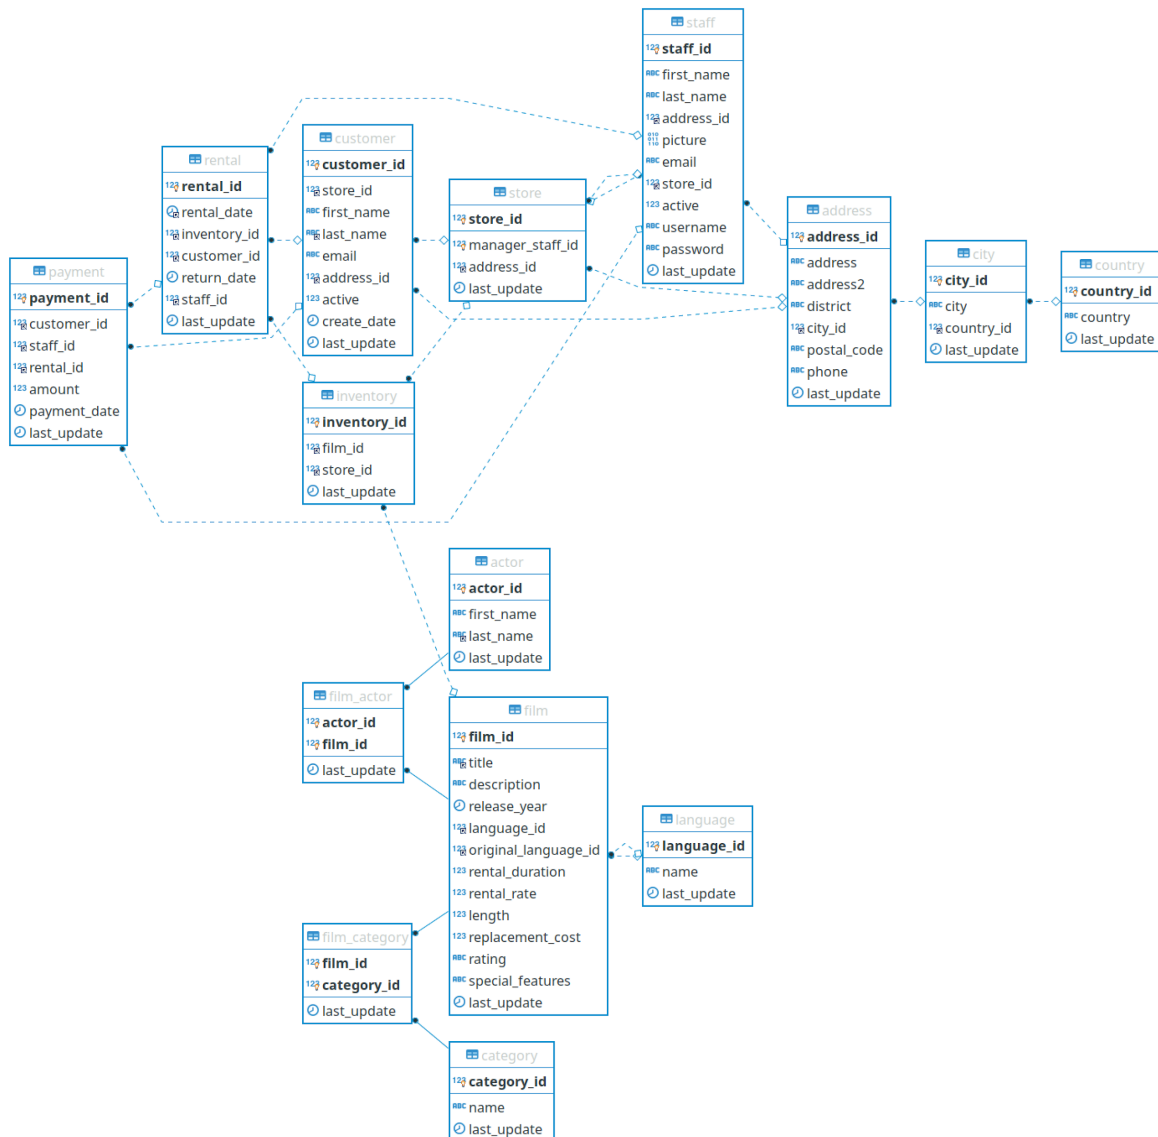 staff
staff_id
first_name
last_name
address_id
picture
email
store_id
active
username
password
last_update
customer
customer_id
store_id
first_name
last_name
email
address_id
active
create_date
last_update
rental
rental_id
rental_date
inventory_id
customer_id
return_date
staff_id
last_update
store
store_id
manager_staff_id
address_id
last_update
address
address_id
address
address2
district
city_id
postal_code
phone
last_update
city
city_id
city
country_id
last_update
country
country_id
country
last_update
payment
payment_id
customer_id
staff_id
rental_id
amount
payment_date
last_update
inventory
inventory_id
film_id
store_id
last_update
actor
actor_id
first_name
last_name
last_update
film_actor
actor_id
film_id
last_update
film
film_id
title
description
release_year
language_id
original_language_id
rental_duration
rental_rate
length
replacement_cost
rating
special_features
last_update
language
language_id
name
last_update
film_category
film_id
category_id
last_update
category
category_id
name
last_update